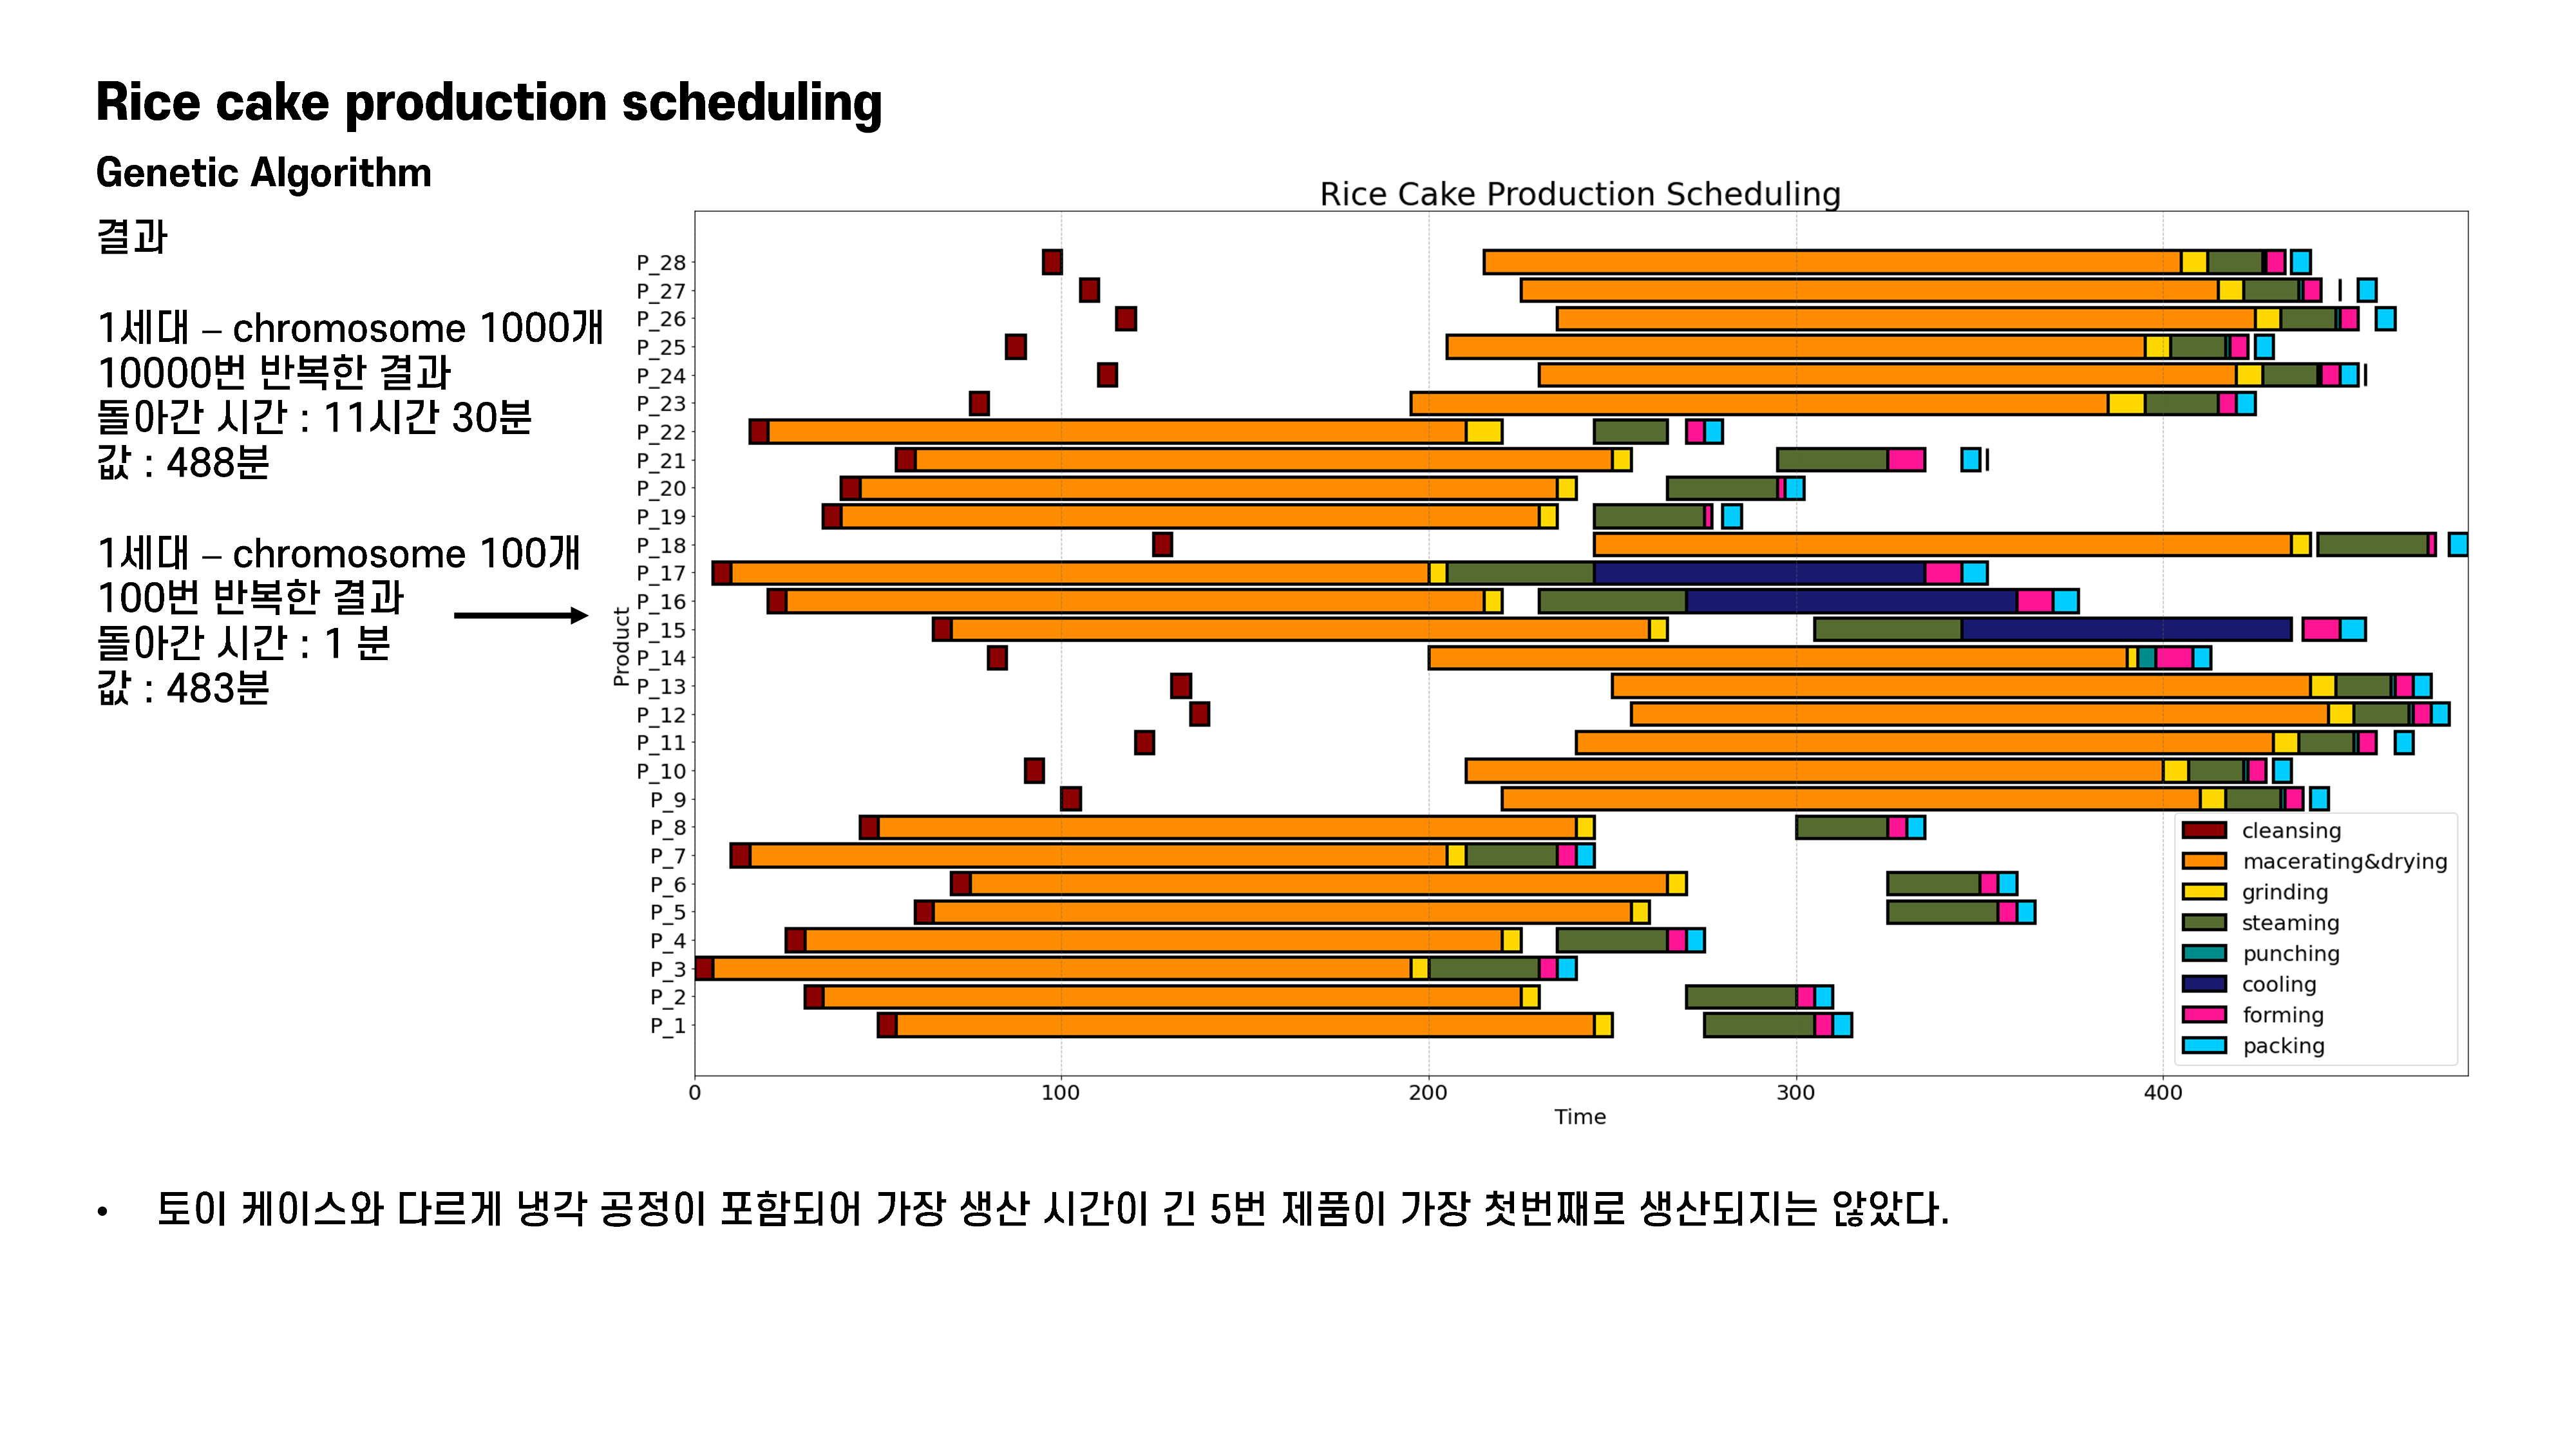 Rice cake production scheduling
Genetic Algorithm
결과
1세대 – chromosome 1000개
10000번 반복한 결과
돌아간 시간 : 11시간 30분
값 : 488분
1세대 – chromosome 100개
100번 반복한 결과
돌아간 시간 : 1 분
값 : 483분
Rice Cake Production Scheduling
Product
P_28
P_27
P_26
P_25
P_24
P_23
P_22
P_21
P_20
P_19
P_18
P_17
P_16
P_15
P_14
P_13
P_12
P_11
P_10
P_9
P_8
P_7
P_6
P_5
P_4
P_3
P_2
P_1
cleansing
macerating&drying
grinding
steaming
punching
cooling
forming
packing
0 100 200 300 400
Time
• 토이 케이스와 다르게 냉각 공정이 포함되어 가장 생산 시간이 긴 5번 제품이 가장 첫번째로 생산되지는 않았다.